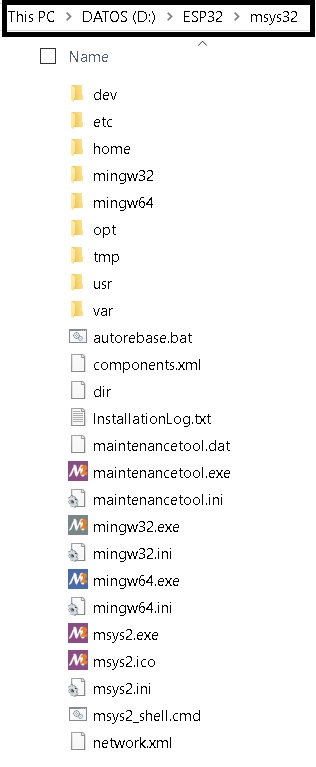 This PC > DATOS (D:) > ESP32 > msys32
Name
dev
etc
home
mingw32
mingw64
opt
tmp
usr
var
autorebase.bat
components.xml
dir
InstallationLog.txt
maintenancetool.dat
maintenancetool.exe
maintenancetool.ini
mingw32.exe
mingw32.ini
mingw64.exe
mingw64.ini
msys2.exe
msys2.ico
msys2.ini
msys2_shell.cmd
network.xml